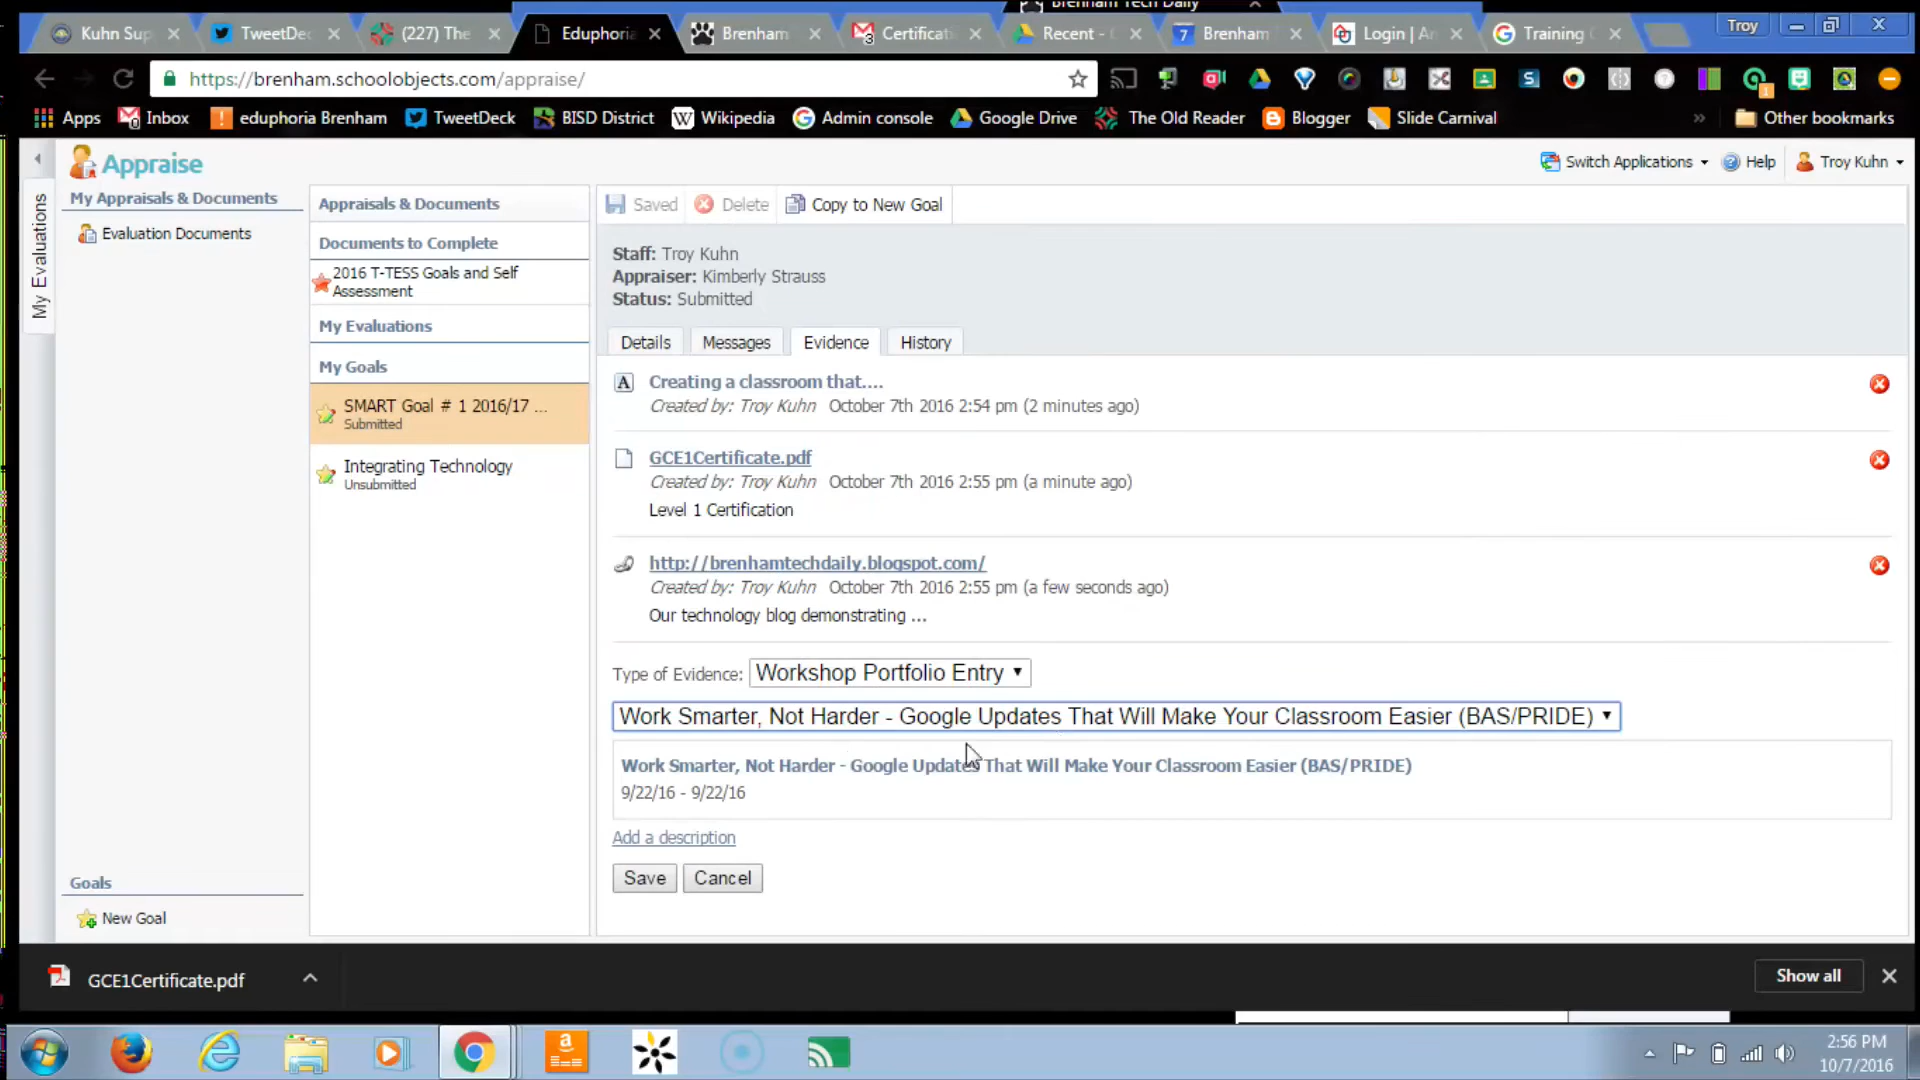 Brenham Tech Daily
Kuhn Sup
TweetDec
(227) The
Eduphoria
Brenham
Certificati
Recent - G
Brenham
Login | A
Training
Troy
https://brenham.schoolobjects.com/appraise/
Apps
Inbox
eduphoria Brenham
TweetDeck
BISD District
Wikipedia
Admin console
Google Drive
The Old Reader
Blogger
Slide Carnival
»
Other bookmarks
Appraise
Switch Applications
Help
Troy Kuhn
My Evaluations
My Appraisals & Documents
Evaluation Documents
Goals
New Goal
Appraisals & Documents
Documents to Complete
2016 T-TESS Goals and Self
Assessment
My Evaluations
My Goals
SMART Goal # 1 2016/17 ...
Submitted
Integrating Technology
Unsubmitted
Saved
Delete
Copy to New Goal
Staff: Troy Kuhn
Appraiser: Kimberly Strauss
Status: Submitted
Details
Messages
Evidence
History
Creating a classroom that....
Created by: Troy Kuhn October 7th 2016 2:54 pm (2 minutes ago)
GCE1Certificate.pdf
Created by: Troy Kuhn October 7th 2016 2:55 pm (a minute ago)
Level 1 Certification
http://brenhamtechdaily.blogspot.com/
Created by: Troy Kuhn October 7th 2016 2:55 pm (a few seconds ago)
Our technology blog demonstrating ...
Type of Evidence: Workshop Portfolio Entry
Work Smarter, Not Harder - Google Updates That Will Make Your Classroom Easier (BAS/PRIDE)
Work Smarter, Not Harder - Google Updates That Will Make Your Classroom Easier (BAS/PRIDE)
9/22/16 - 9/22/16
Add a description
Save
Cancel
GCE1Certificate.pdf
Show all
2:56 PM
10/7/2016